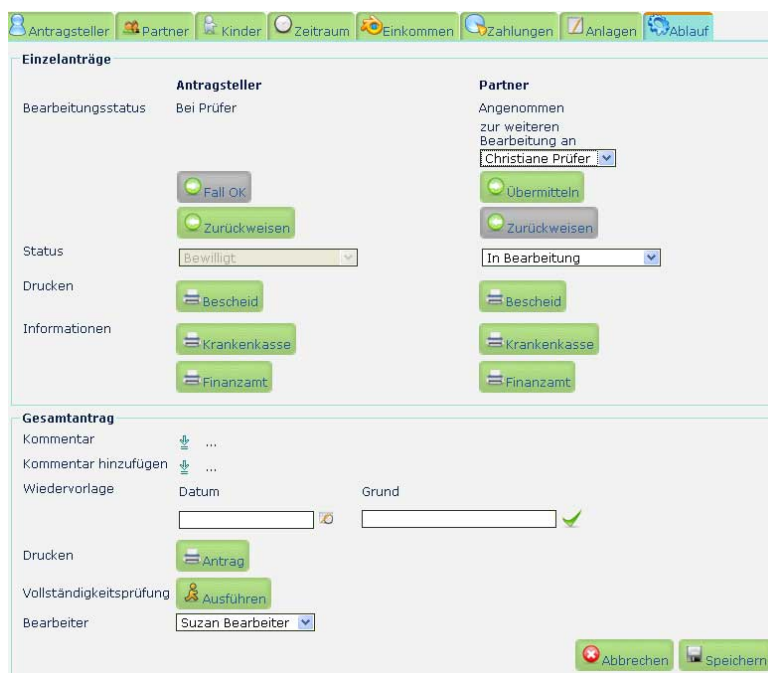 Antragsteller Partner Kinder Zeitraum Einkommen Zahlungen Anlagen Ablauf
Einzelanträge
Antragsteller Partner
Bearbeitungsstatus Bei Prüfer Angenommen
zur weiteren
Bearbeitung an
Christiane Prüfer
Fall OK Übermitteln
Zurückweisen Zurückweisen
Status Bewilligt In Bearbeitung
Drucken Bescheid Bescheid
Informationen Krankenkasse Krankenkasse
Finanzamt Finanzamt
Gesamtantrag
Kommentar ...
Kommentar hinzufügen ...
Wiedervorlage Datum Grund
Drucken Antrag
Vollständigkeitsprüfung Ausführen
Bearbeiter Suzan Bearbeiter
Abbrechen Speichern